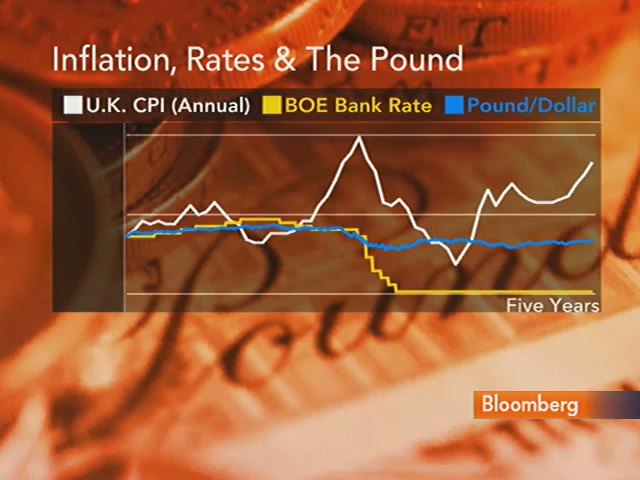 Inflation, Rates & The Pound
U.K. CPI (Annual) BOE Bank Rate Pound/Dollar
Five Years
Bloomberg